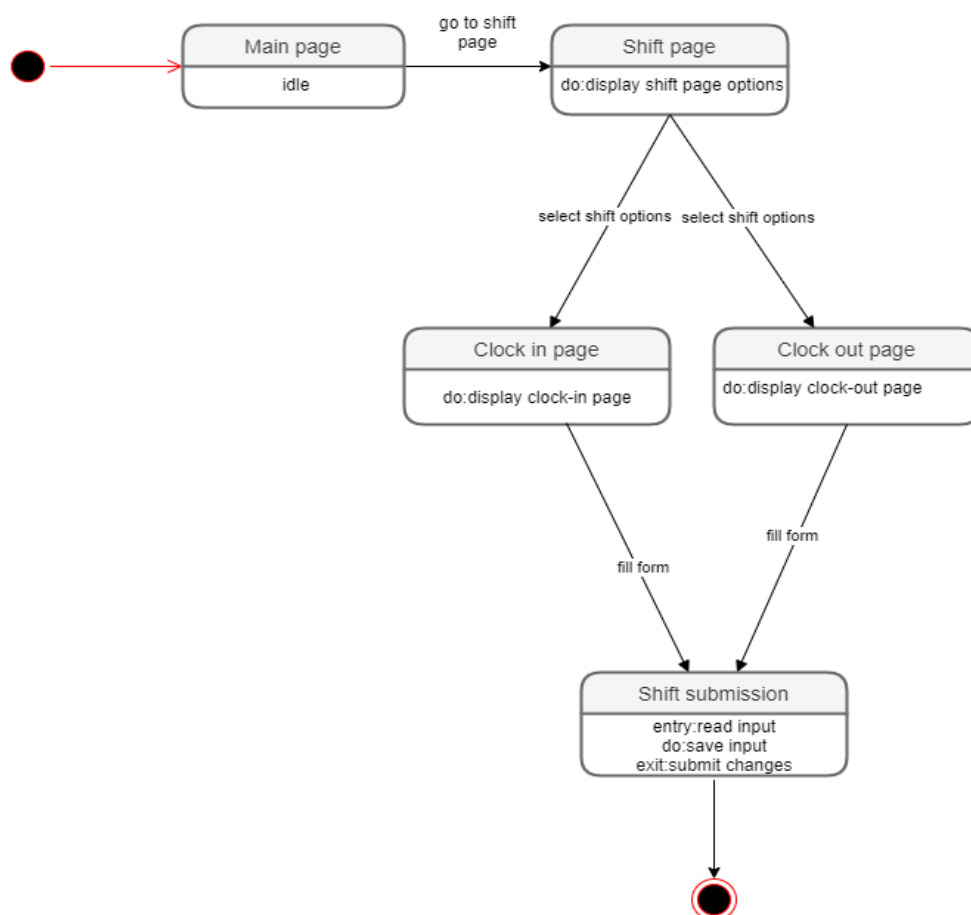 go to shift
page
Main page
idle
Shift page
do:display shift page options
select shift options
select shift options
Clock in page
do:display clock-in page
Clock out page
do:display clock-out page
fill form
fill form
Shift submission
entry:read input
do:save input
exit:submit changes